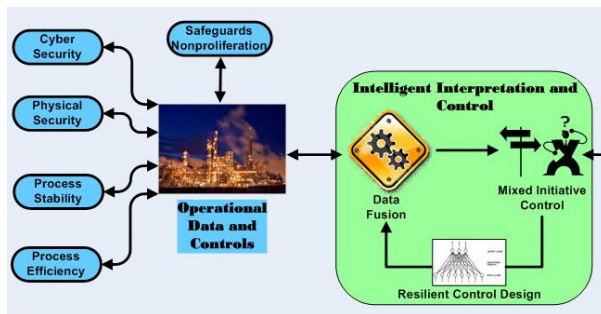 Cyber
Security
Safeguards
Nonproliferation
Physical
Security
Process
Stability
Process
Efficiency
Operational
Data and
Controls
Intelligent Interpretation and
Control
Data
Fusion
?
Mixed Initiative
Control
Resilient Control Design